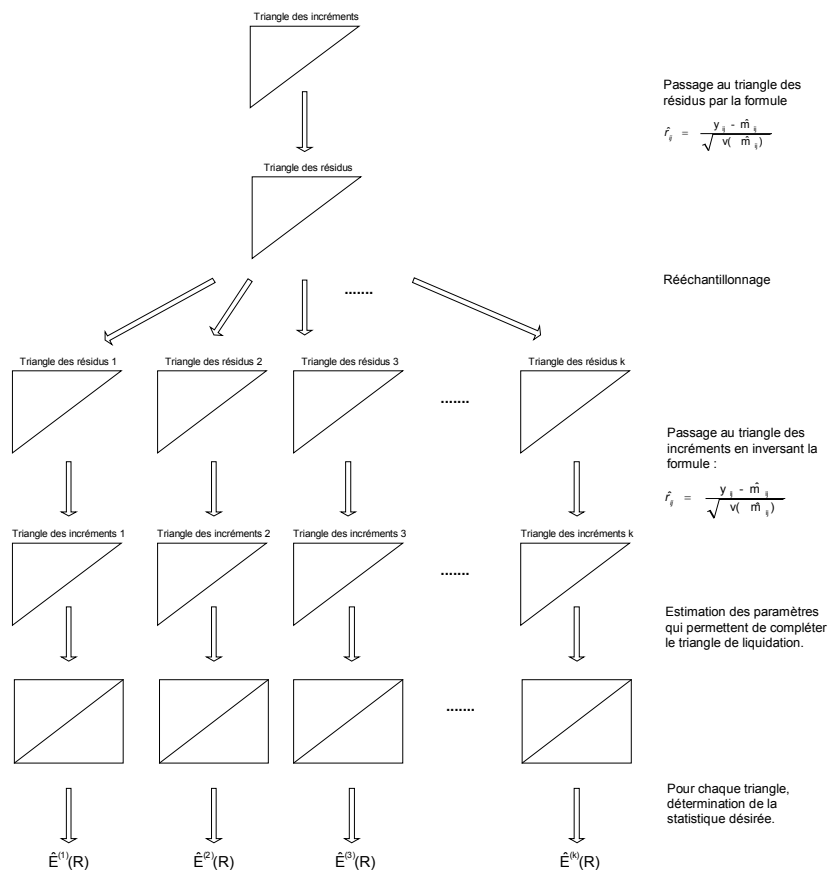 Triangle des incréments
Passage au triangle des
résidus par la formule
r̂ij = (yij - m̂ij) / √v(m̂ij)
Triangle des résidus
.......
Rééchantillonnage
Triangle des résidus 1 Triangle des résidus 2 Triangle des résidus 3 Triangle des résidus k
.......
Passage au triangle des
incréments en inversant la
formule :
r̂ij = (yij - m̂ij) / √v(m̂ij)
Triangle des incréments 1 Triangle des incréments 2 Triangle des incréments 3 Triangle des incréments k
.......
Estimation des paramètres
qui permettent de compléter
le triangle de liquidation.
.......
Pour chaque triangle,
détermination de la
statistique désirée.
Ê(1)(R) Ê(2)(R) Ê(3)(R) Ê(k)(R)